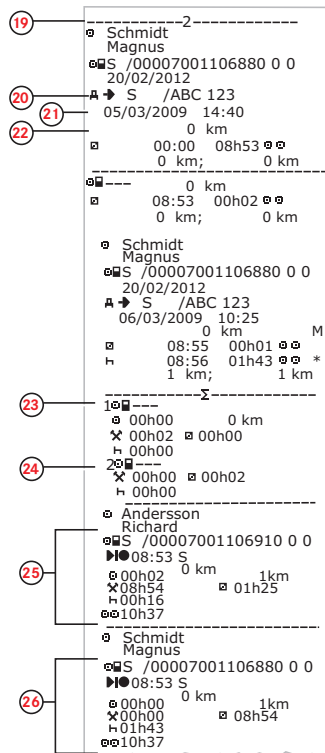 19
--------2--------
Schmidt
Magnus
S /00007001106880 0 0
20/02/2012
20
S /ABC 123
21
05/03/2009 14:40
22
0 km
00:00 08h53
0 km; 0 km
--- 0 km
08:53 00h02
0 km; 0 km
Schmidt
Magnus
S /00007001106880 0 0
20/02/2012
S /ABC 123
06/03/2009 10:25
0 km M
08:55 00h01
08:56 01h43 *
1 km; 1 km
--------Σ--------
23
1 ---
00h00 0 km
00h02 00h00
00h00
24
2 ---
00h00 00h02
00h00
Andersson
Richard
25
S /00007001106910 0 0
08:53 S
0 km
00h02 1km
08h54 01h25
00h16
10h37
Schmidt
Magnus
26
S /00007001106880 0 0
08:53 S
0 km
00h00 1km
00h00 08h54
01h43
10h37